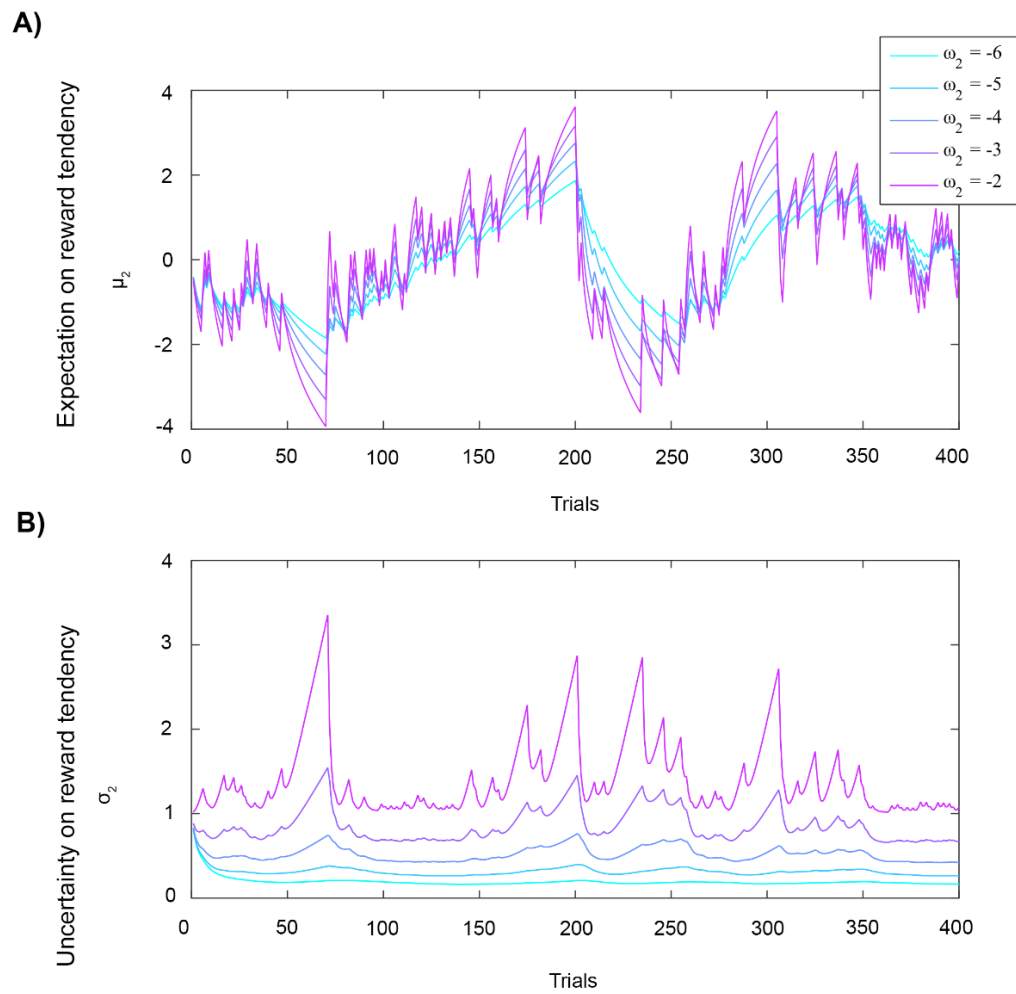 A)
ω₂ = -6
ω₂ = -5
ω₂ = -4
ω₂ = -3
ω₂ = -2
Expectation on reward tendency
μ₂
4
2
0
-2
-4
0 50 100 150 200 250 300 350 400
Trials
B)
Uncertainty on reward tendency
σ₂
4
3
2
1
0
0 50 100 150 200 250 300 350 400
Trials